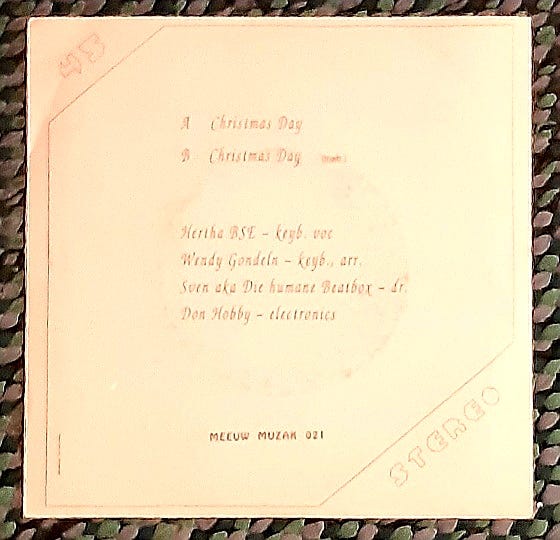 45
A Christmas Day
B Christmas Day
Hertha BSE – keyb. voc
Wendy Gondeln – keyb., arr.
Sven aka Die humane Beatbox – dr.
Don Hobby – electronics
MEEUW MUZAK 021
STEREO